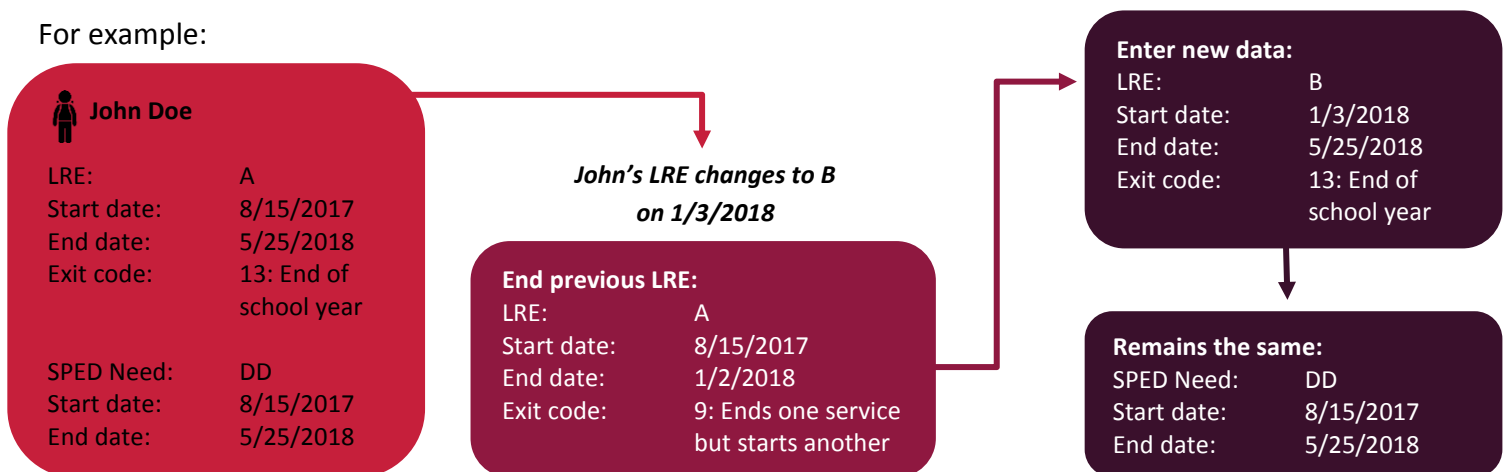 For example:
John Doe
LRE: A
Start date: 8/15/2017
End date: 5/25/2018
Exit code: 13: End of
school year
SPED Need: DD
Start date: 8/15/2017
End date: 5/25/2018
John’s LRE changes to B
on 1/3/2018
End previous LRE:
LRE: A
Start date: 8/15/2017
End date: 1/2/2018
Exit code: 9: Ends one service
but starts another
Enter new data:
LRE: B
Start date: 1/3/2018
End date: 5/25/2018
Exit code: 13: End of
school year
Remains the same:
SPED Need: DD
Start date: 8/15/2017
End date: 5/25/2018